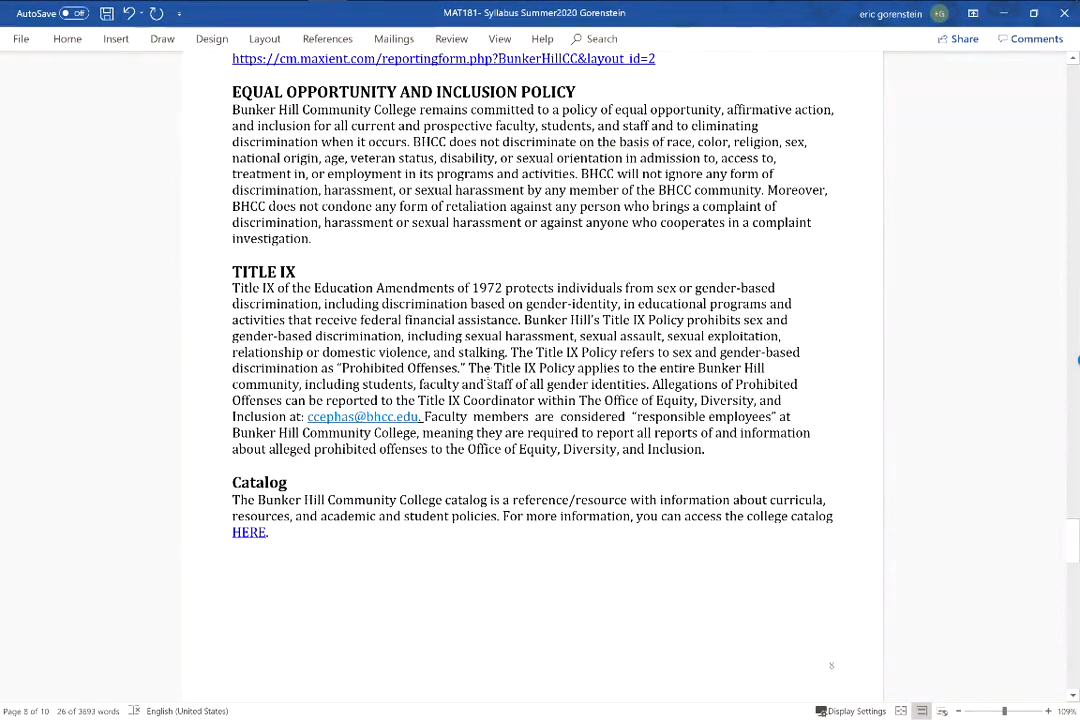 AutoSave Off
MAT181- Syllabus Summer2020 Gorenstein
eric gorenstein
+G
File Home Insert Draw Design Layout References Mailings Review View Help Search Share Comments
https://cm.maxient.com/reportingform.php?BunkerHillCC&layout_id=2
EQUAL OPPORTUNITY AND INCLUSION POLICY
Bunker Hill Community College remains committed to a policy of equal opportunity, affirmative action,
and inclusion for all current and prospective faculty, students, and staff and to eliminating
discrimination when it occurs. BHCC does not discriminate on the basis of race, color, religion, sex,
national origin, age, veteran status, disability, or sexual orientation in admission to, access to,
treatment in, or employment in its programs and activities. BHCC will not ignore any form of
discrimination, harassment, or sexual harassment by any member of the BHCC community. Moreover,
BHCC does not condone any form of retaliation against any person who brings a complaint of
discrimination, harassment or sexual harassment or against anyone who cooperates in a complaint
investigation.
TITLE IX
Title IX of the Education Amendments of 1972 protects individuals from sex or gender-based
discrimination, including discrimination based on gender-identity, in educational programs and
activities that receive federal financial assistance. Bunker Hill's Title IX Policy prohibits sex and
gender-based discrimination, including sexual harassment, sexual assault, sexual exploitation,
relationship or domestic violence, and stalking. The Title IX Policy refers to sex and gender-based
discrimination as “Prohibited Offenses.” The Title IX Policy applies to the entire Bunker Hill
community, including students, faculty and staff of all gender identities. Allegations of Prohibited
Offenses can be reported to the Title IX Coordinator within The Office of Equity, Diversity, and
Inclusion at: ccephas@bhcc.edu. Faculty members are considered “responsible employees” at
Bunker Hill Community College, meaning they are required to report all reports of and information
about alleged prohibited offenses to the Office of Equity, Diversity, and Inclusion.
Catalog
The Bunker Hill Community College catalog is a reference/resource with information about curricula,
resources, and academic and student policies. For more information, you can access the college catalog
HERE.
8
Page 8 of 10 26 of 3693 words English (United States) Display Settings 109%